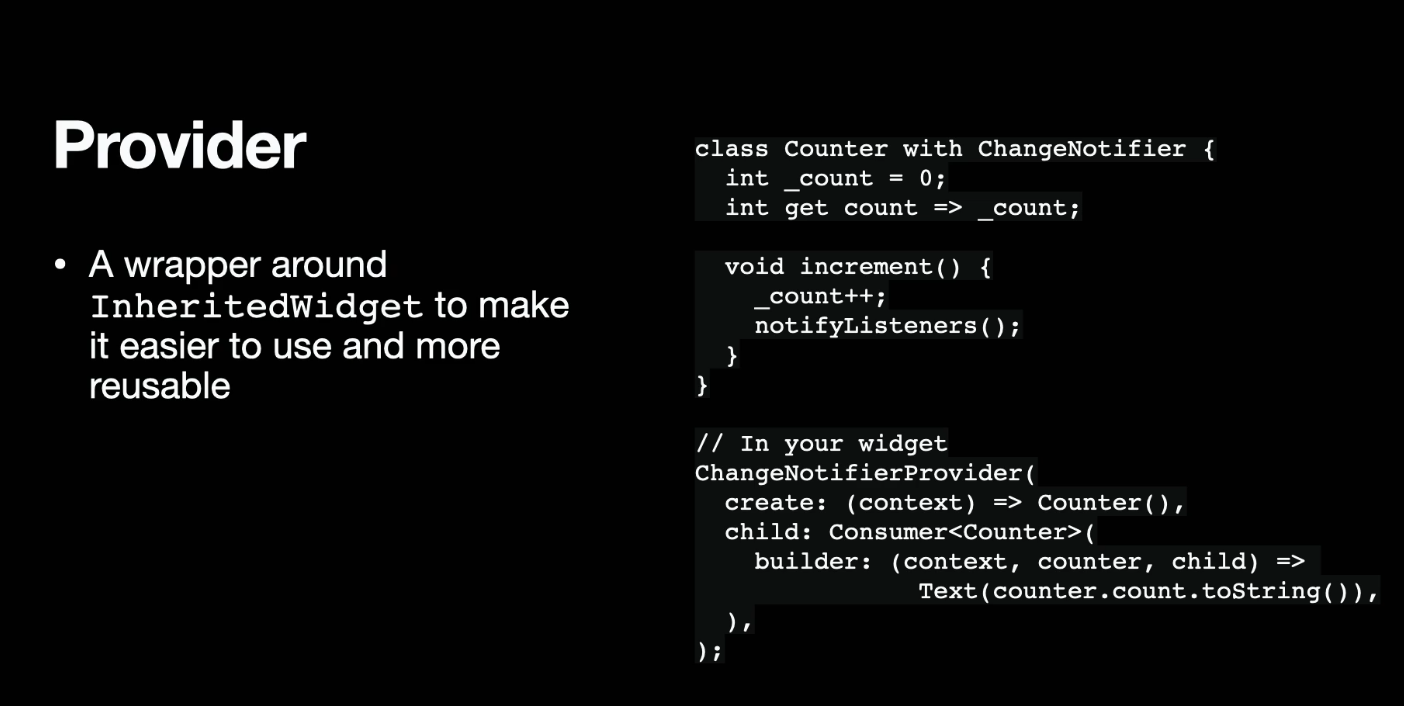 Provider
• A wrapper around
InheritedWidget to make
it easier to use and more
reusable
class Counter with ChangeNotifier {
  int _count = 0;
  int get count => _count;

  void increment() {
    _count++;
    notifyListeners();
  }
}

// In your widget
ChangeNotifierProvider(
  create: (context) => Counter(),
  child: Consumer<Counter>(
    builder: (context, counter, child) =>
               Text(counter.count.toString()),
  ),
);